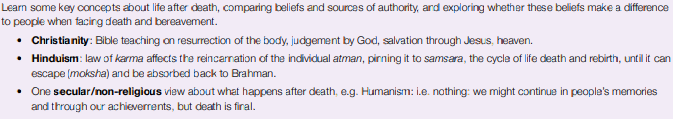 Learn some key concepts about life after death, comparing beliefs and sources of authority, and exploring whether these beliefs make a difference
to people when facing death and bereavement.
• Christianity: Bible teaching on resurrection of the body, judgement by God, salvation through Jesus, heaven.
• Hinduism: law of karma affects the reincarnation of the individual atman, pinning it to samsara, the cycle of life death and rebirth, until it can
escape (moksha) and be absorbed back to Brahman.
• One secular/non-religious view about what happens after death, e.g. Humanism: i.e. nothing: we might continue in people's memories
and through our achievements, but death is final.